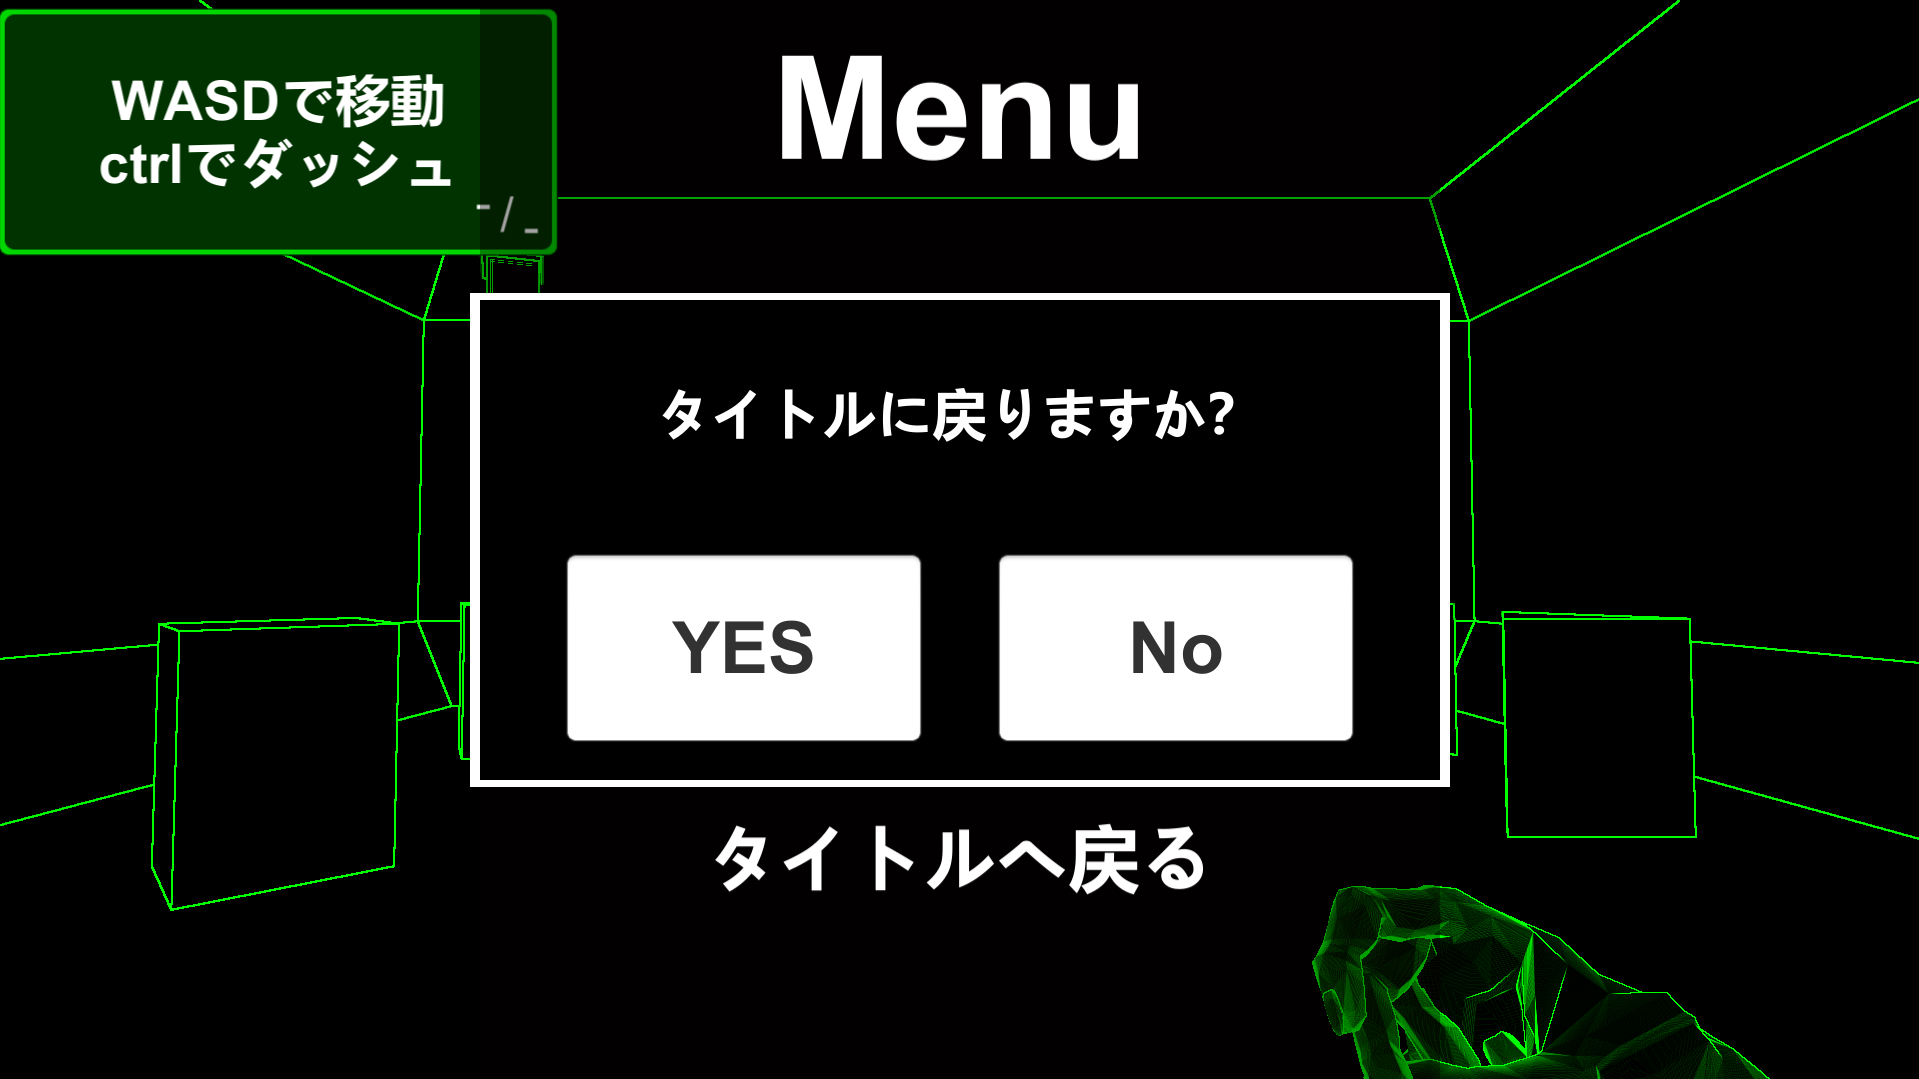 WASDで移動
ctrlでダッシュ
- / -
Menu
タイトルに戻りますか?
YES
No
タイトルへ戻る